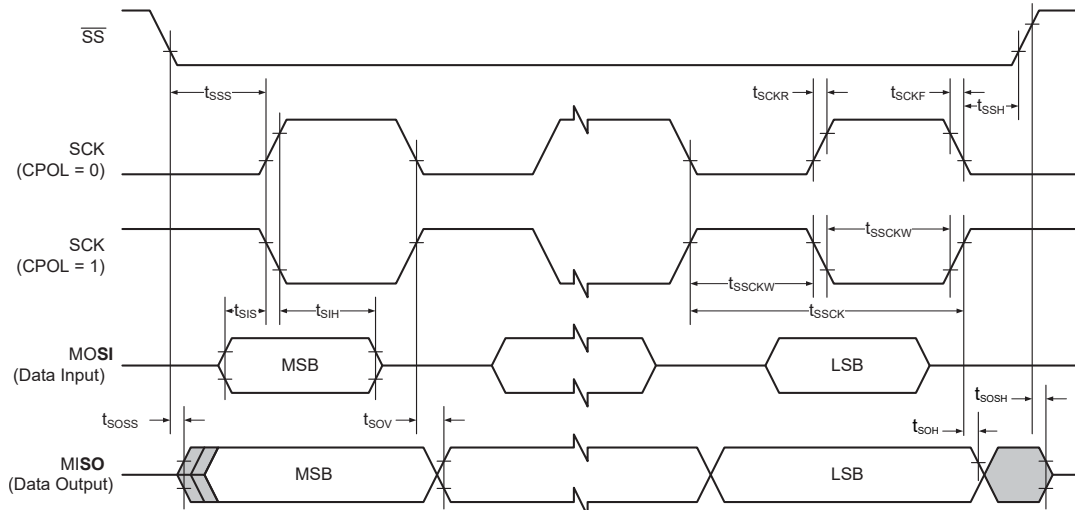 SS
tSSS
tSCKR
tSCKF
tSSH
SCK
(CPOL = 0)
SCK
(CPOL = 1)
tSSCKW
tSSCKW
tSSCK
tSIS
tSIH
MOSI
(Data Input)
MSB
LSB
tSOSS
tSOV
tSOH
tSOSH
MISO
(Data Output)
MSB
LSB